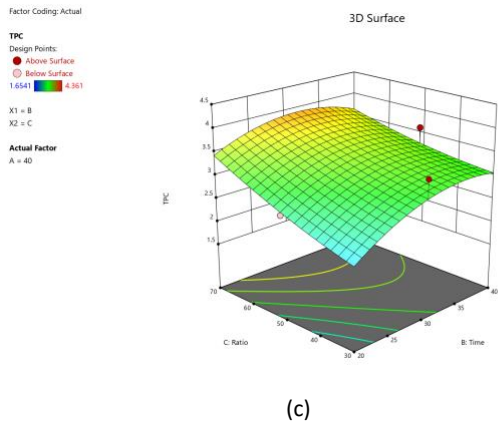 Factor Coding: Actual
3D Surface
TPC
Design Points:
Above Surface
Below Surface
1.6541 4.361
X1 = B
X2 = C
Actual Factor
A = 40
TPC
4.5
4
3.5
3
2.5
2
1.5
70
60
50
40
30
20
25
30
35
40
C: Ratio
B: Time
(c)